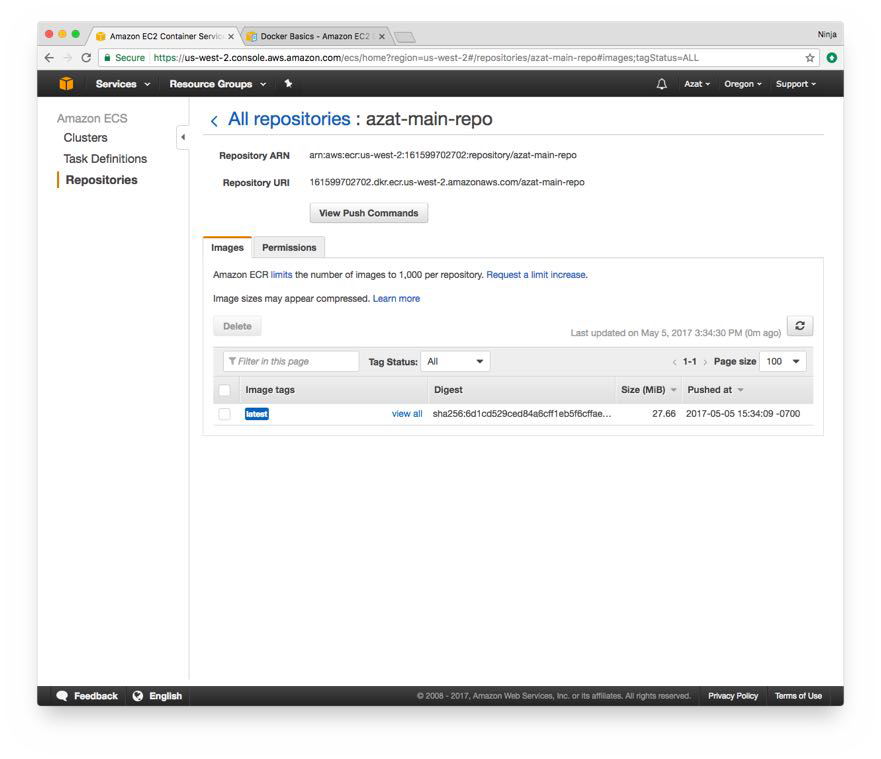 Amazon EC2 Container Servic
Docker Basics - Amazon EC2
Ninja
Secure https://us-west-2.console.aws.amazon.com/ecs/home?region=us-west-2#/repositories/azat-main-repo#images;tagStatus=ALL
Services Resource Groups Azat Oregon Support
Amazon ECS
Clusters
Task Definitions
Repositories
All repositories : azat-main-repo
Repository ARN arn:aws:ecr:us-west-2:161599702702:repository/azat-main-repo
Repository URI 161599702702.dkr.ecr.us-west-2.amazonaws.com/azat-main-repo
View Push Commands
Images Permissions
Amazon ECR limits the number of images to 1,000 per repository. Request a limit increase.
Image sizes may appear compressed. Learn more
Delete
Last updated on May 5, 2017 3:34:30 PM (0m ago)
Filter in this page Tag Status: All 1-1 Page size 100
Image tags Digest Size (MiB) Pushed at
latest view all sha256:6d1cd529ced84a6cff1eb5f6cffae... 27.66 2017-05-05 15:34:09 -0700
Feedback English © 2008 - 2017, Amazon Web Services, Inc. or its affiliates. All rights reserved. Privacy Policy Terms of Use